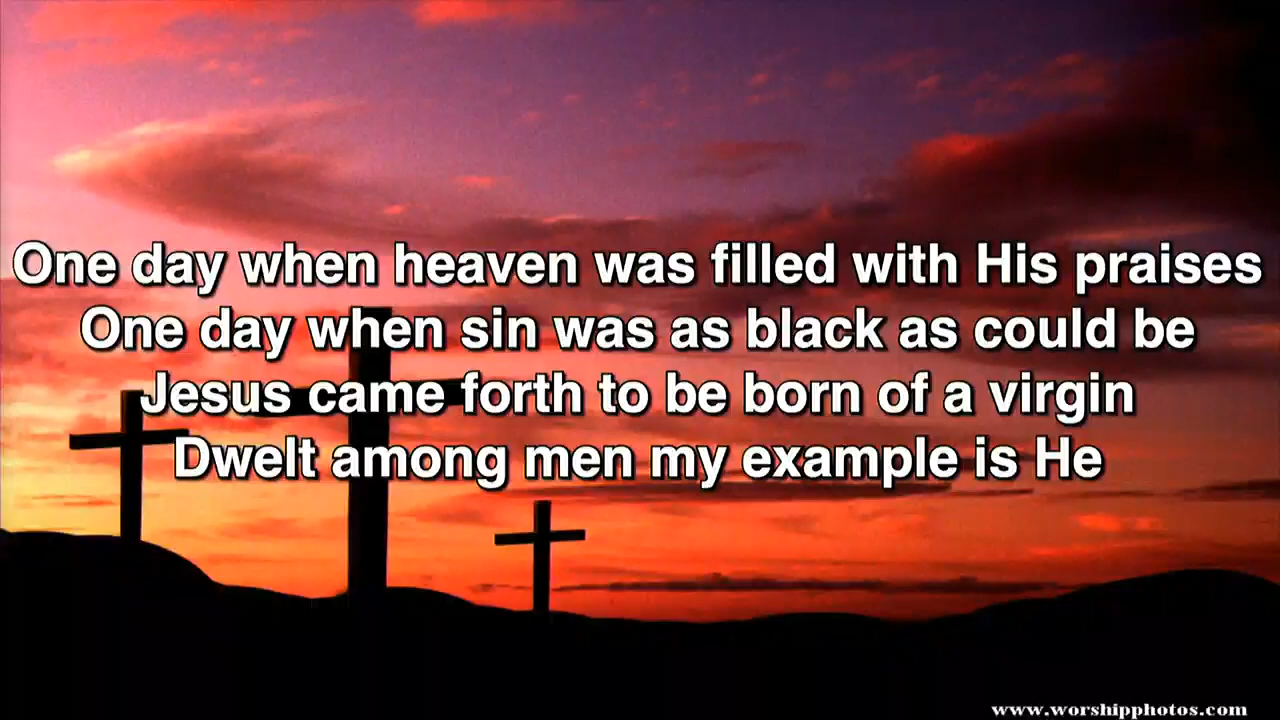 One day when heaven was filled with His praises
One day when sin was as black as could be
Jesus came forth to be born of a virgin
Dwelt among men my example is He
www.worshipphotos.com